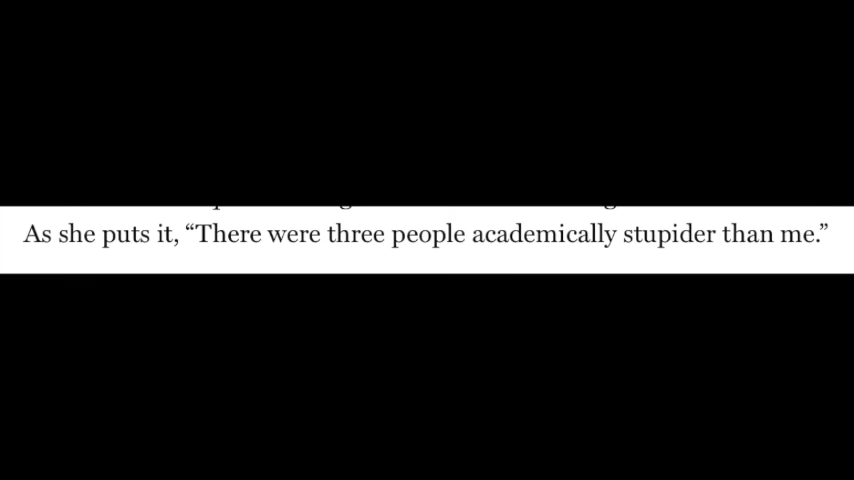 As she puts it, “There were three people academically stupider than me.”